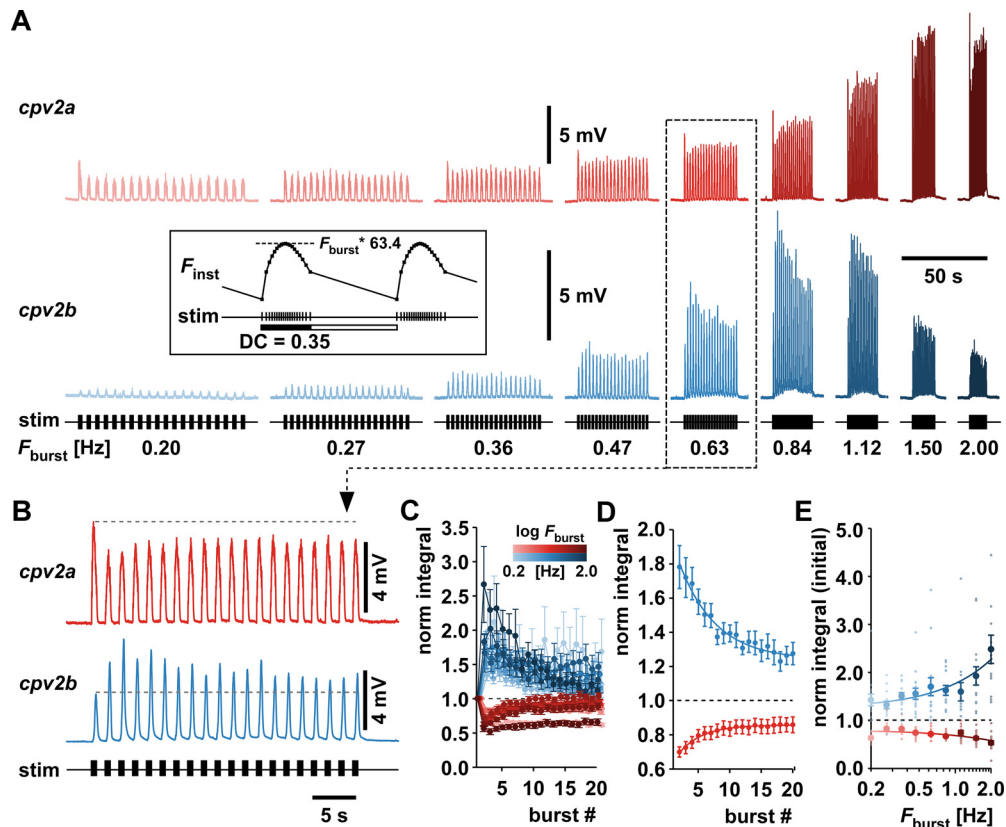 A
cpv2a
5 mV
F_burst* 63.4
F_inst
stim
DC = 0.35
cpv2b
5 mV
50 s
stim
F_burst [Hz] 0.20 0.27 0.36 0.47 0.63 0.84 1.12 1.50 2.00
B
cpv2a
4 mV
cpv2b
4 mV
stim
5 s
C
norm integral
3.5
3.0
2.5
2.0
1.5
1.0
0.5
0.0
log F_burst
0.2 [Hz] 2.0
0 5 10 15 20
burst #
D
norm integral
2.0
1.8
1.6
1.4
1.2
1.0
0.8
0.6
0 5 10 15 20
burst #
E
norm integral (initial)
5.0
4.0
3.0
2.0
1.0
0.0
0.2 0.5 1.0 2.0
F_burst [Hz]